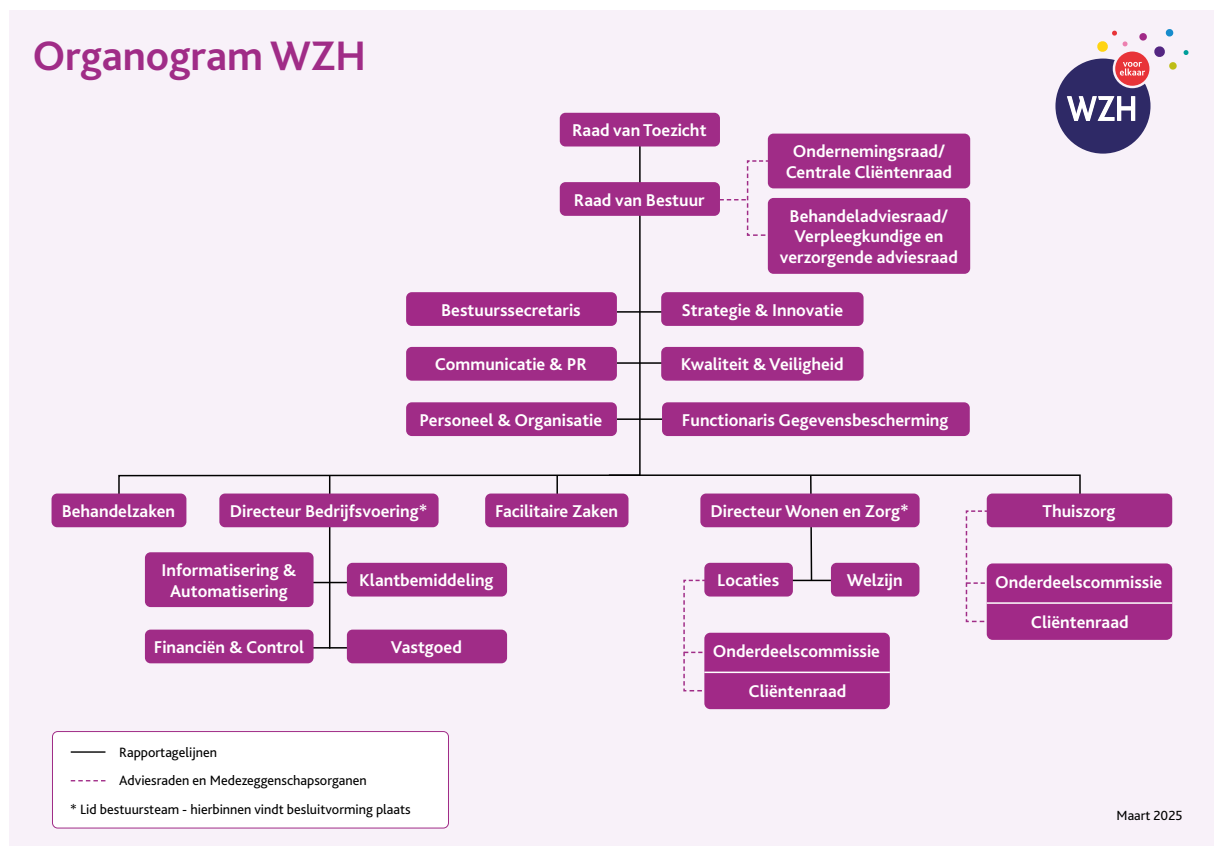 Organogram WZH
voor
elkaar
WZH
Raad van Toezicht
Raad van Bestuur
Ondernemingsraad/
Centrale Cliëntenraad
Behandeladviesraad/
Verpleegkundige en
verzorgende adviesraad
Bestuurssecretaris
Strategie & Innovatie
Communicatie & PR
Kwaliteit & Veiligheid
Personeel & Organisatie
Functionaris Gegevensbescherming
Behandelzaken
Directeur Bedrijfsvoering*
Facilitaire Zaken
Directeur Wonen en Zorg*
Thuiszorg
Informatisering &
Automatisering
Klantbemiddeling
Financiën & Control
Vastgoed
Locaties
Welzijn
Onderdeelscommissie
Cliëntenraad
Onderdeelscommissie
Cliëntenraad
Rapportagelijnen
Adviesraden en Medezeggenschapsorganen
* Lid bestuursteam - hierbinnen vindt besluitvorming plaats
Maart 2025